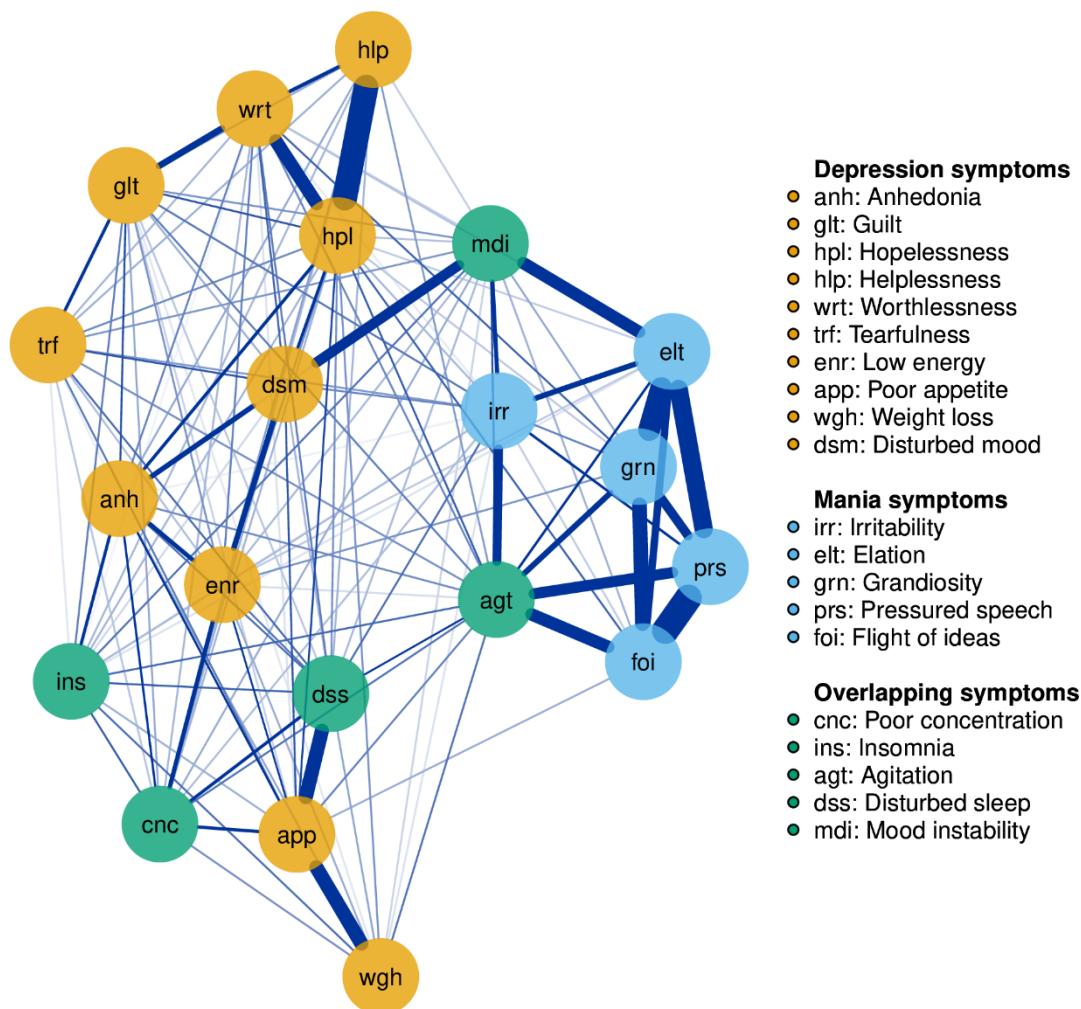 hlp
wrt
glt
hpl
mdi
trf
elt
dsm
irr
grn
anh
prs
enr
agt
foi
ins
dss
cnc
app
wgh
Depression symptoms
anh: Anhedonia
glt: Guilt
hpl: Hopelessness
hlp: Helplessness
wrt: Worthlessness
trf: Tearfulness
enr: Low energy
app: Poor appetite
wgh: Weight loss
dsm: Disturbed mood
Mania symptoms
irr: Irritability
elt: Elation
grn: Grandiosity
prs: Pressured speech
foi: Flight of ideas
Overlapping symptoms
cnc: Poor concentration
ins: Insomnia
agt: Agitation
dss: Disturbed sleep
mdi: Mood instability